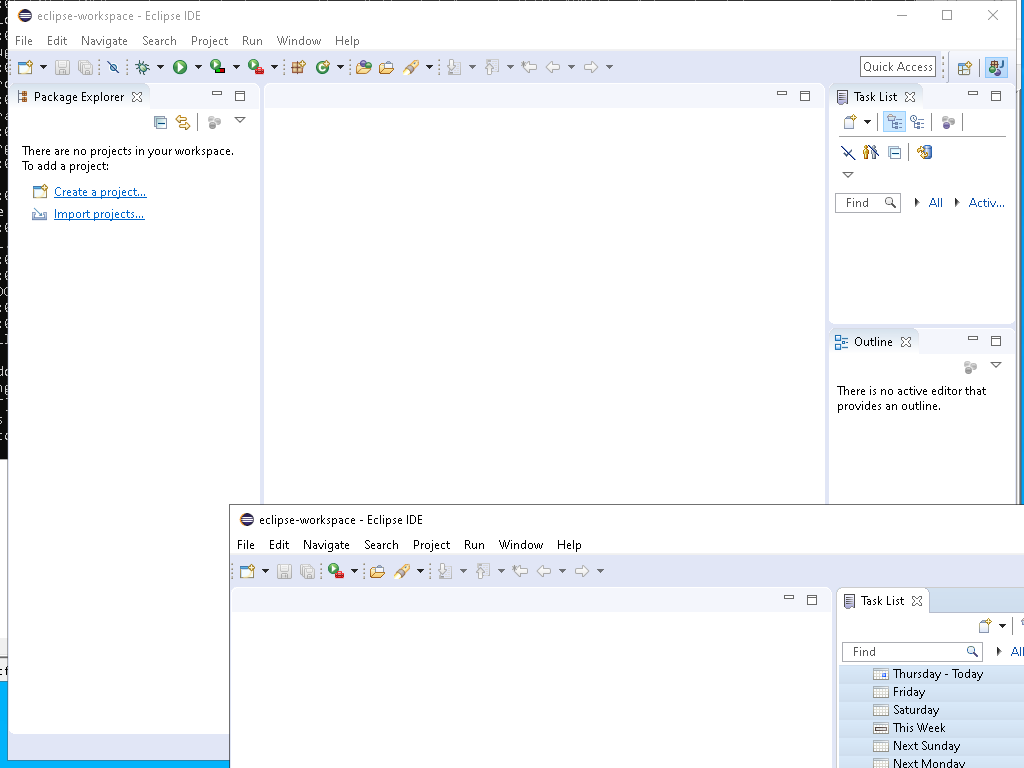 eclipse-workspace - Eclipse IDE
File Edit Navigate Search Project Run Window Help
Quick Access
Package Explorer
Task List
There are no projects in your workspace.
To add a project:
Create a project...
Import projects...
Find All Activ...
Outline
There is no active editor that
provides an outline.
eclipse-workspace - Eclipse IDE
File Edit Navigate Search Project Run Window Help
Task List
Find All
Thursday - Today
Friday
Saturday
This Week
Next Sunday
Next Monday